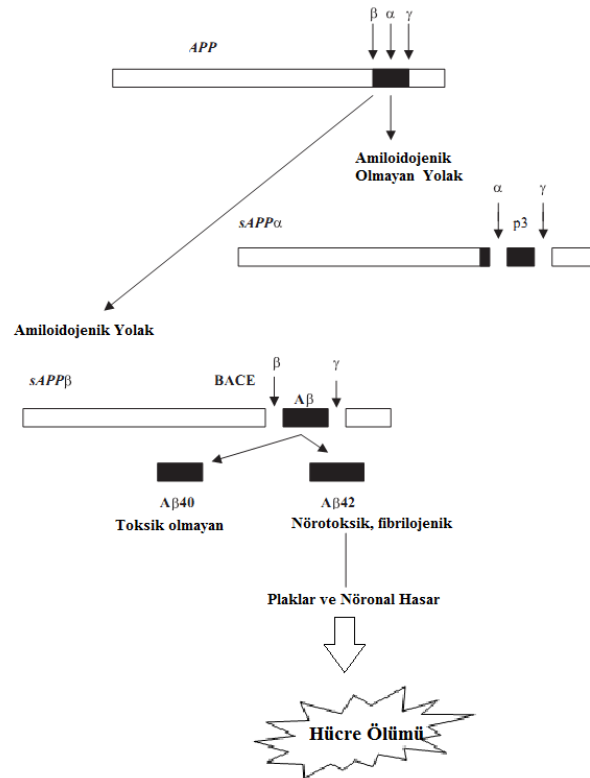 β α γ
APP
Amiloidojenik
Olmayan Yolak
α γ
p3
sAPPα
Amiloidojenik Yolak
β γ
sAPPβ BACE
Aβ
Aβ40 Aβ42
Toksik olmayan Nörotoksik, fibrilojenik
Plaklar ve Nöronal Hasar
Hücre Ölümü